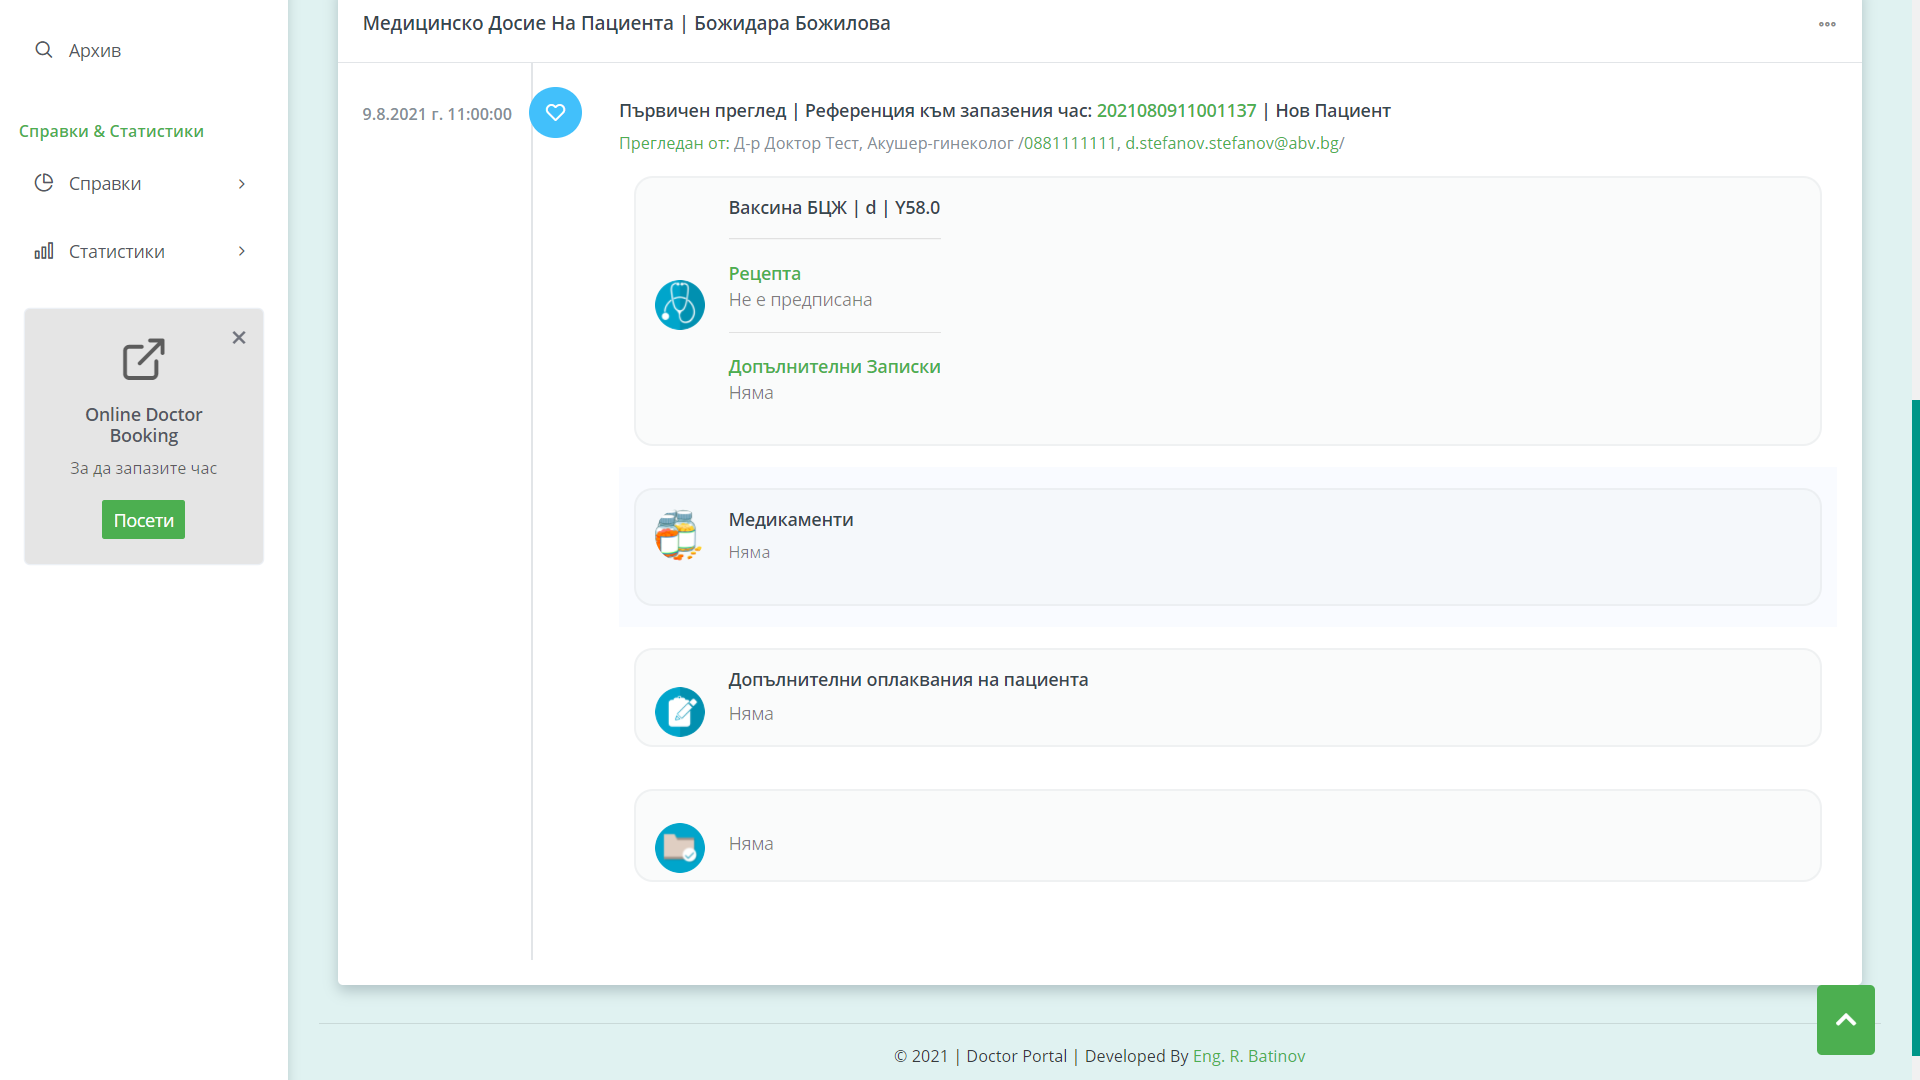 Архив
Справки & Статистики
Справки
Статистики
Online Doctor
Booking
За да запазите час
Посети
Медицинско Досие На Пациента | Божидара Божилова
9.8.2021 г. 11:00:00
Първичен преглед | Референция към запазения час: 2021080911001137 | Нов Пациент
Прегледан от: Д-р Доктор Тест, Акушер-гинеколог /0881111111, d.stefanov.stefanov@abv.bg/
Ваксина БЦЖ | d | Y58.0
Рецепта
Не е предписана
Допълнителни Записки
Няма
Медикаменти
Няма
Допълнителни оплаквания на пациента
Няма
Няма
© 2021 | Doctor Portal | Developed By Eng. R. Batinov